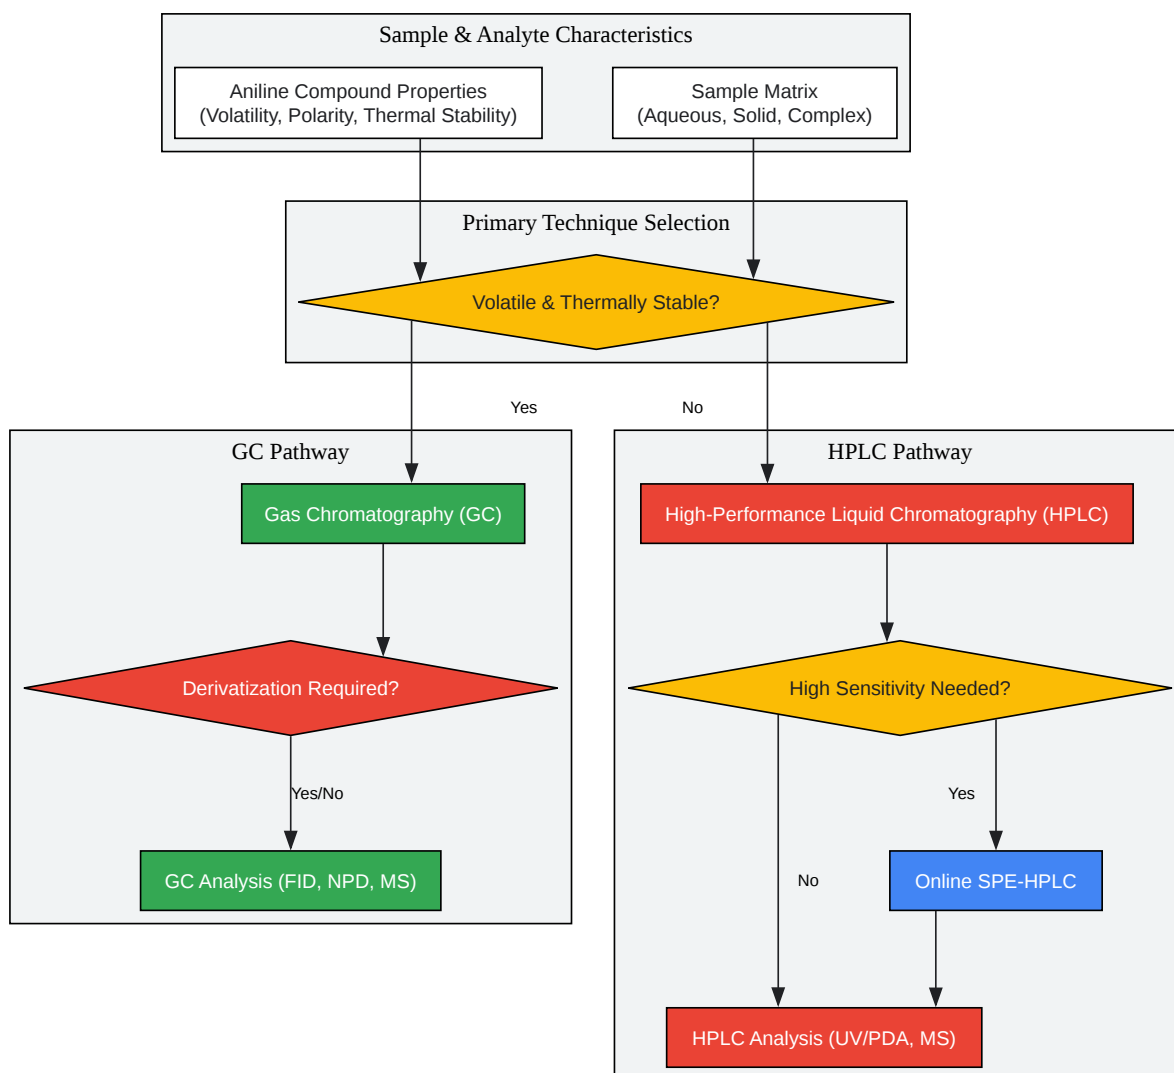 Sample & Analyte Characteristics
Aniline Compound Properties
(Volatility, Polarity, Thermal Stability)
Sample Matrix
(Aqueous, Solid, Complex)
Primary Technique Selection
Volatile & Thermally Stable?
Yes
No
GC Pathway
Gas Chromatography (GC)
Derivatization Required?
Yes/No
GC Analysis (FID, NPD, MS)
HPLC Pathway
High-Performance Liquid Chromatography (HPLC)
High Sensitivity Needed?
Yes
No
Online SPE-HPLC
HPLC Analysis (UV/PDA, MS)